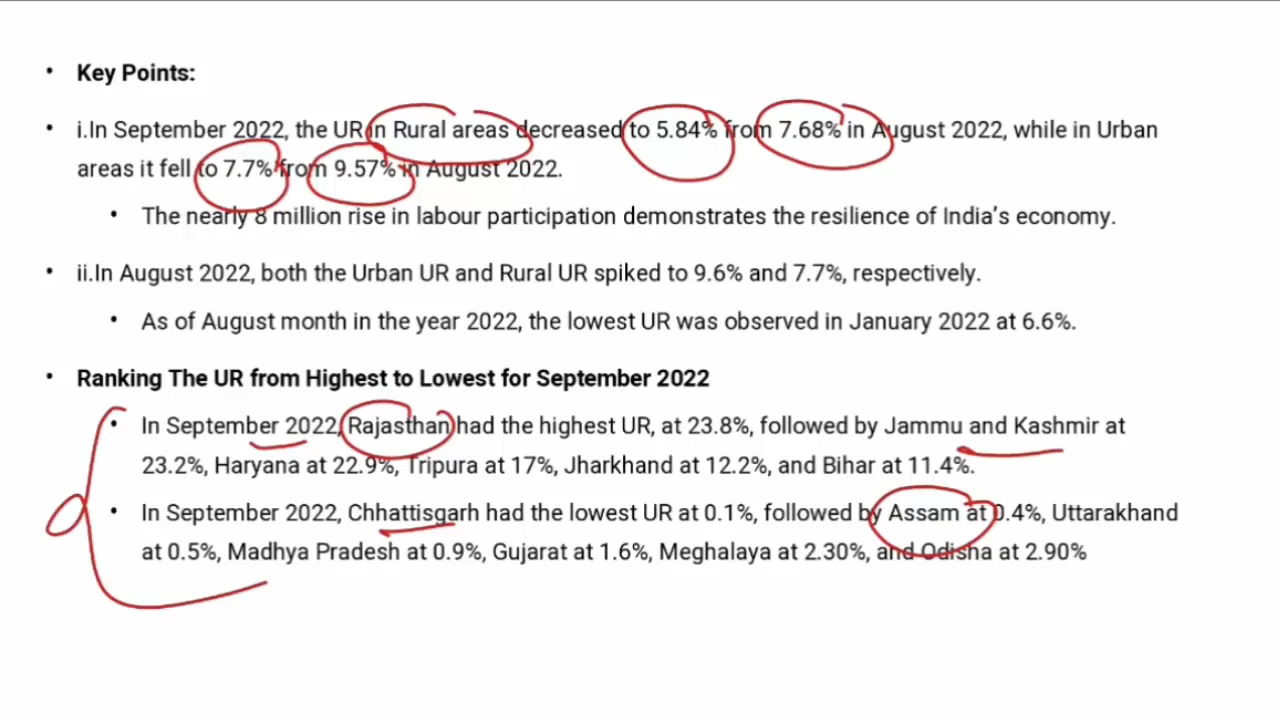 • Key Points:
• i.In September 2022, the UR in Rural areas decreased to 5.84% from 7.68% in August 2022, while in Urban
areas it fell to 7.7% from 9.57% in August 2022.
• The nearly 8 million rise in labour participation demonstrates the resilience of India’s economy.
• ii.In August 2022, both the Urban UR and Rural UR spiked to 9.6% and 7.7%, respectively.
• As of August month in the year 2022, the lowest UR was observed in January 2022 at 6.6%.
• Ranking The UR from Highest to Lowest for September 2022
• In September 2022, Rajasthan had the highest UR, at 23.8%, followed by Jammu and Kashmir at
23.2%, Haryana at 22.9%, Tripura at 17%, Jharkhand at 12.2%, and Bihar at 11.4%.
• In September 2022, Chhattisgarh had the lowest UR at 0.1%, followed by Assam at 0.4%, Uttarakhand
at 0.5%, Madhya Pradesh at 0.9%, Gujarat at 1.6%, Meghalaya at 2.30%, and Odisha at 2.90%